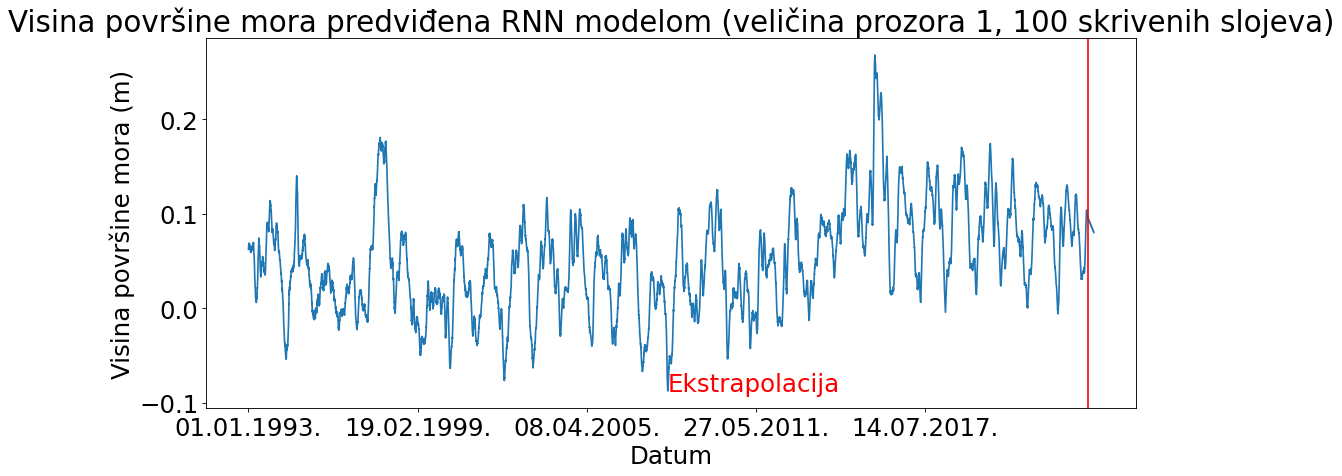 Visina površine mora predviđena RNN modelom (veličina prozora 1, 100 skrivenih slojeva)
Visina površine mora (m)
0.2
0.1
0.0
−0.1
Ekstrapolacija
01.01.1993. 19.02.1999. 08.04.2005. 27.05.2011. 14.07.2017.
Datum